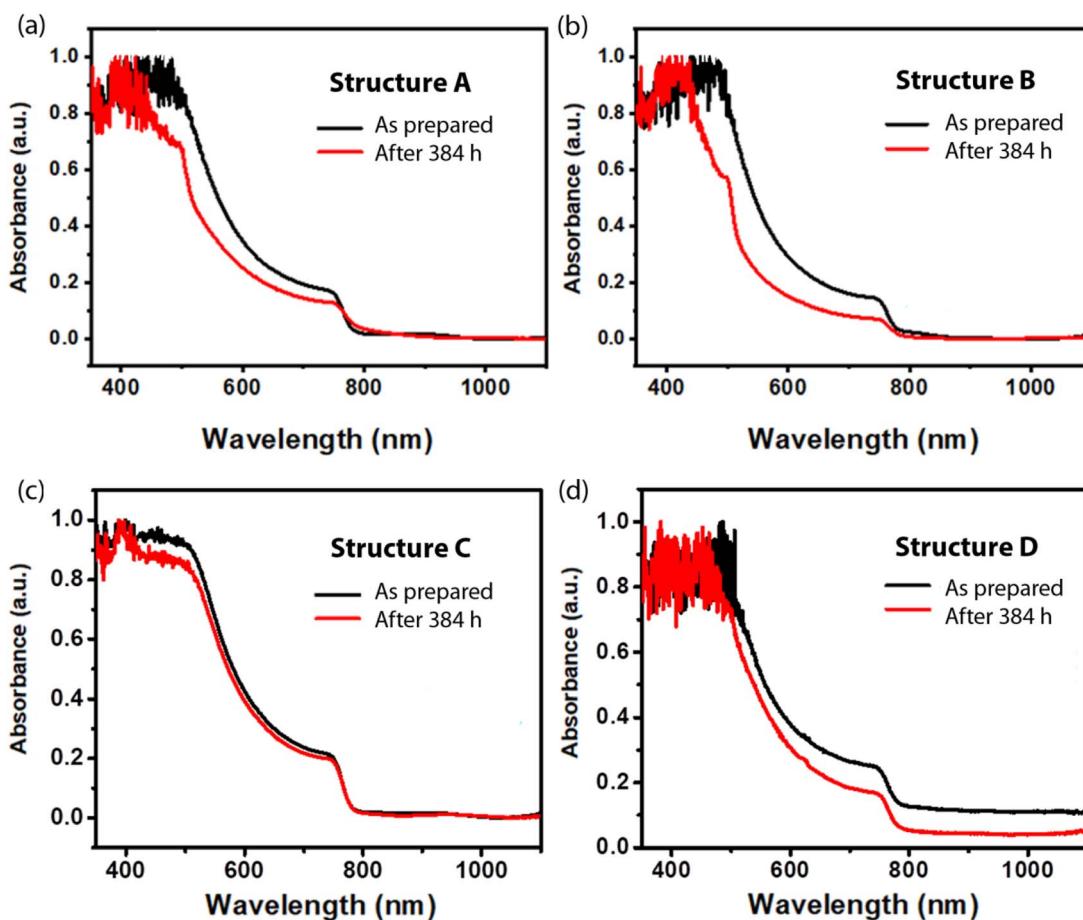 (a)
1.0
0.8
0.6
0.4
0.2
0.0
Absorbance (a.u.)
Structure A
As prepared
After 384 h
400 600 800 1000
Wavelength (nm)
(b)
1.0
0.8
0.6
0.4
0.2
0.0
Absorbance (a.u.)
Structure B
As prepared
After 384 h
400 600 800 1000
Wavelength (nm)
(c)
1.0
0.8
0.6
0.4
0.2
0.0
Absorbance (a.u.)
Structure C
As prepared
After 384 h
400 600 800 1000
Wavelength (nm)
(d)
1.0
0.8
0.6
0.4
0.2
0.0
Absorbance (a.u.)
Structure D
As prepared
After 384 h
400 600 800 1000
Wavelength (nm)